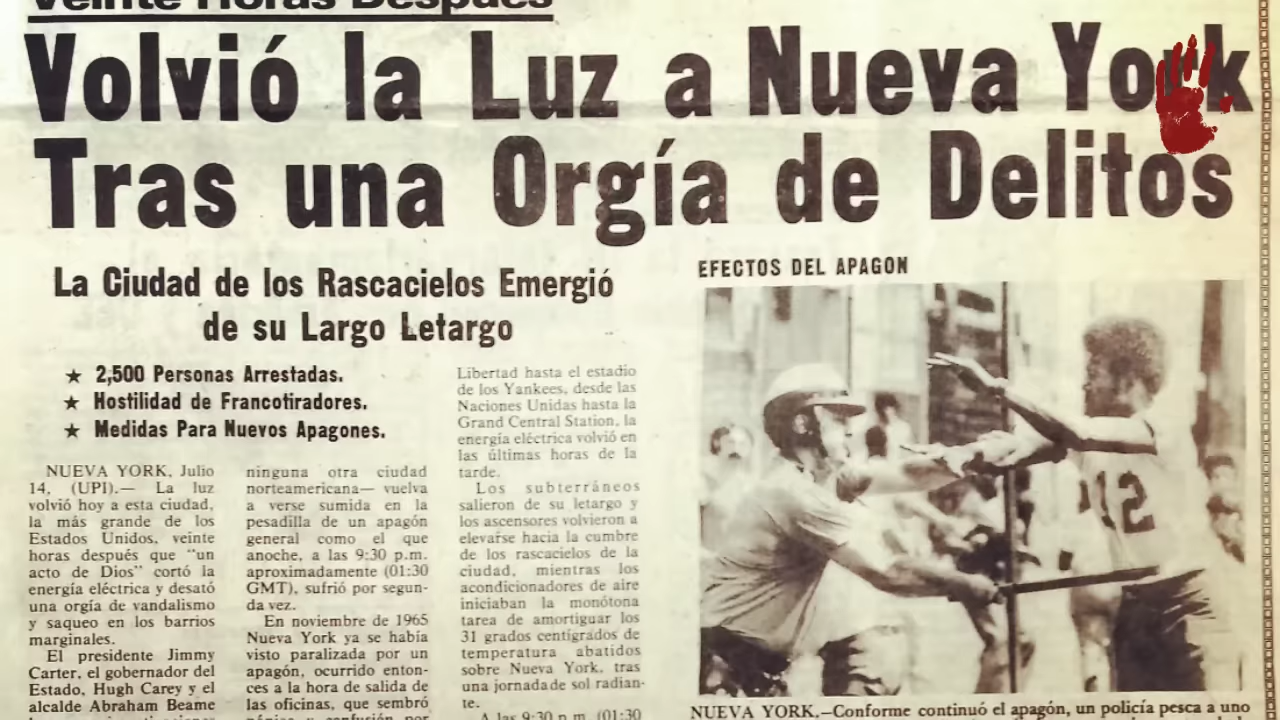 Veinte Horas Después
Volvió la Luz a Nueva York
Tras una Orgía de Delitos
La Ciudad de los Rascacielos Emergió
de su Largo Letargo
★ 2,500 Personas Arrestadas.
★ Hostilidad de Francotiradores.
★ Medidas Para Nuevos Apagones.
NUEVA YORK, Julio
14, (UPI).— La luz
volvió hoy a esta ciudad,
la más grande de los
Estados Unidos, veinte
horas después que "un
acto de Dios" cortó la
energía eléctrica y desató
una orgía de vandalismo
y saqueo en los barrios
marginales.
El presidente Jimmy
Carter, el gobernador del
Estado, Hugh Carey y el
alcalde Abraham Beame
ninguna otra ciudad
norteamericana— vuelva
a verse sumida en la
pesadilla de un apagón
general como el que
anoche, a las 9:30 p.m.
aproximadamente (01:30
GMT), sufrió por segun-
da vez.
En noviembre de 1965
Nueva York ya se había
visto paralizada por un
apagón, ocurrido enton-
ces a la hora de salida de
las oficinas, que sembró
pánico y confusión por
Libertad hasta el estadio
de los Yankees, desde las
Naciones Unidas hasta la
Grand Central Station, la
energía eléctrica volvió en
las últimas horas de la
tarde.
Los subterráneos
salieron de su letargo y
los ascensores volvieron a
elevarse hacia la cumbre
de los rascacielos de la
ciudad, mientras los
acondicionadores de aire
iniciaban la monótona
tarea de amortiguar los
31 grados centígrados de
temperatura abatidos
sobre Nueva York, tras
una jornada de sol radian-
te.
A las 9:30 p.m. (01:30
EFECTOS DEL APAGON
12
NUEVA YORK.—Conforme continuó el apagón, un policía pesca a uno